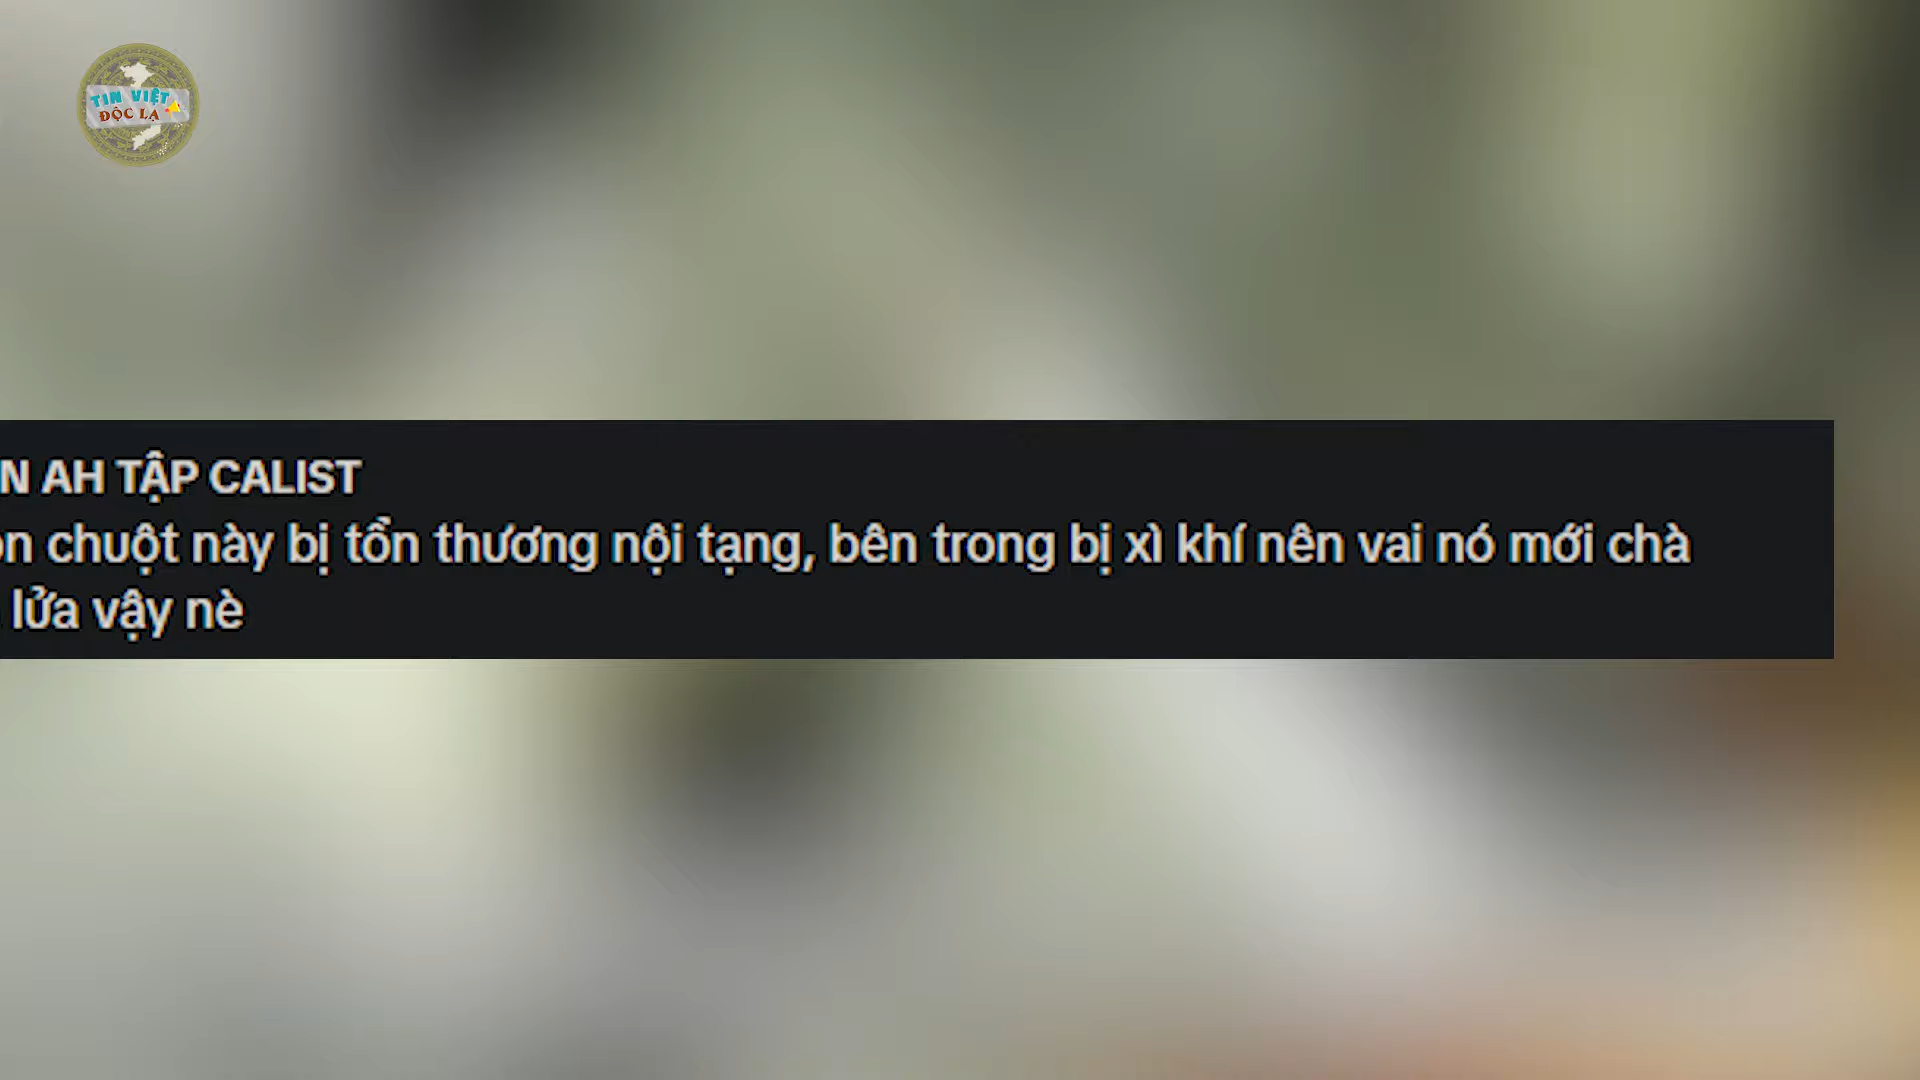 TIN VIỆT
ĐỘC LẠ
N AH TẬP CALIST
chuột này bị tổn thương nội tạng, bên trong bị xì khí nên vai nó mới chà
lửa vậy nè